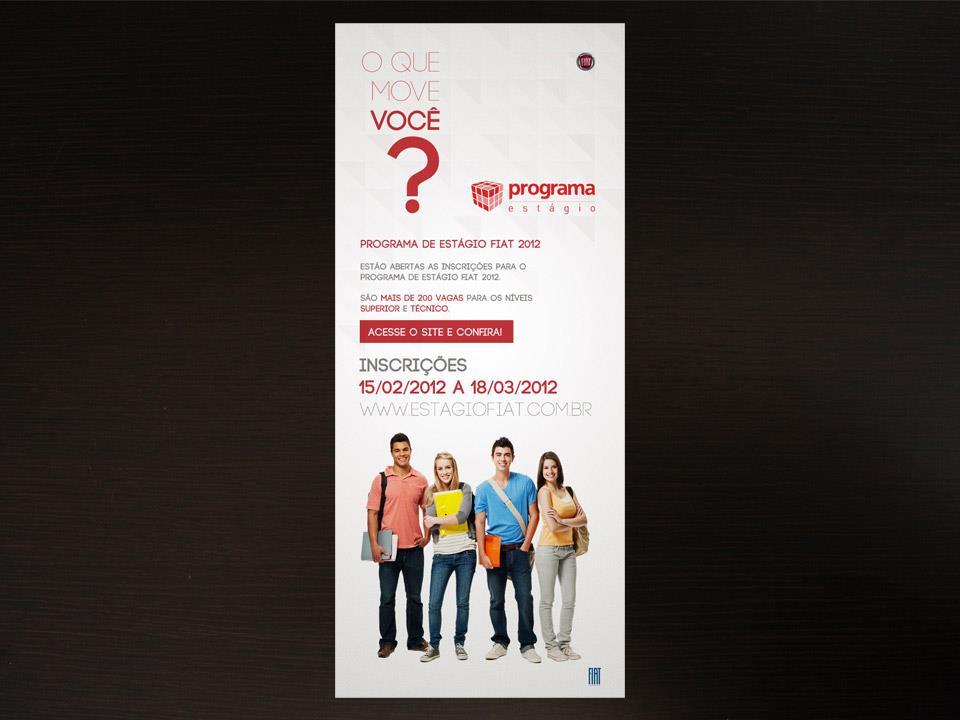 O QUE
MOVE
VOCÊ
?
FIAT
programa
estágio
PROGRAMA DE ESTÁGIO FIAT 2012
ESTÃO ABERTAS AS INSCRIÇÕES PARA O
PROGRAMA DE ESTÁGIO FIAT 2012.
SÃO MAIS DE 200 VAGAS PARA OS NÍVEIS
SUPERIOR E TÉCNICO.
ACESSE O SITE E CONFIRA!
INSCRIÇÕES
15/02/2012 A 18/03/2012
WWW.ESTAGIOFIAT.COM.BR
FIAT